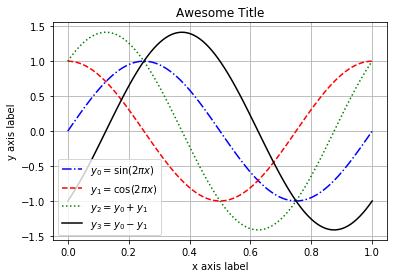 Awesome Title
1.5
1.0
0.5
0.0
−0.5
−1.0
−1.5
y axis label
y₀ = sin(2πx)
y₁ = cos(2πx)
y₂ = y₀ + y₁
y₃ = y₀ − y₁
0.0 0.2 0.4 0.6 0.8 1.0
x axis label